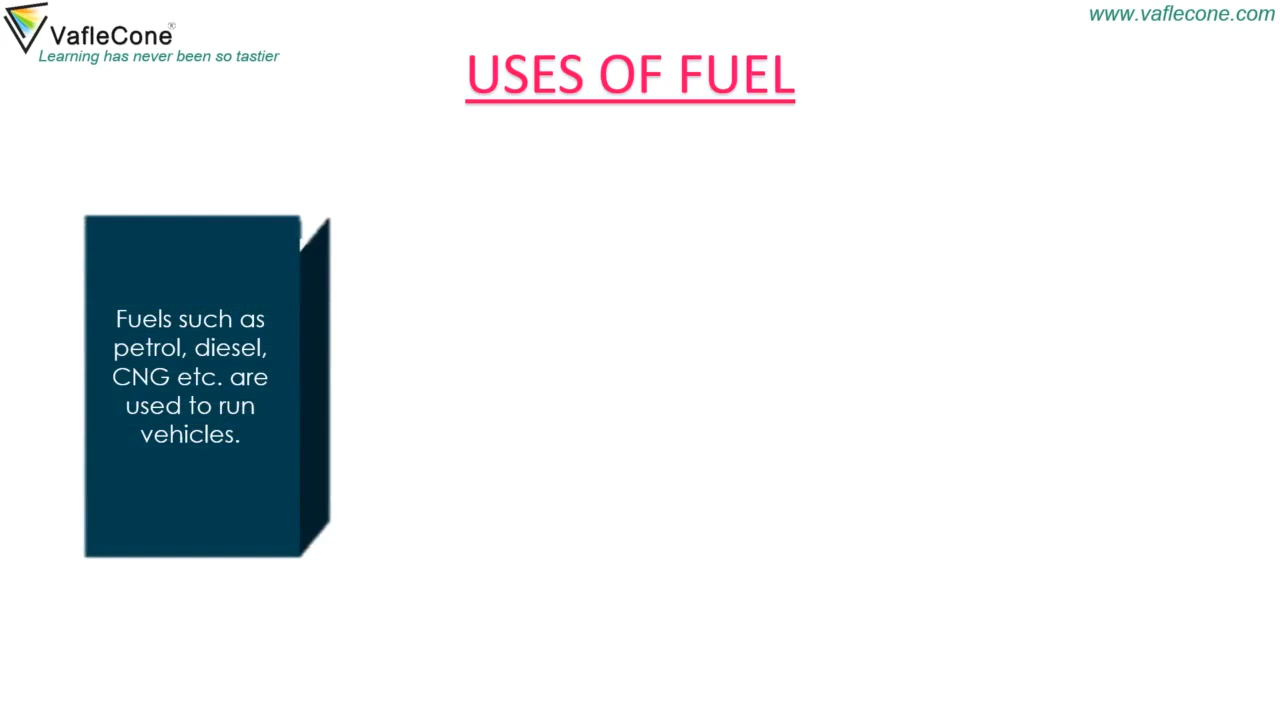 VafleCone®
Learning has never been so tastier
www.vaflecone.com
USES OF FUEL
Fuels such as
petrol, diesel,
CNG etc. are
used to run
vehicles.